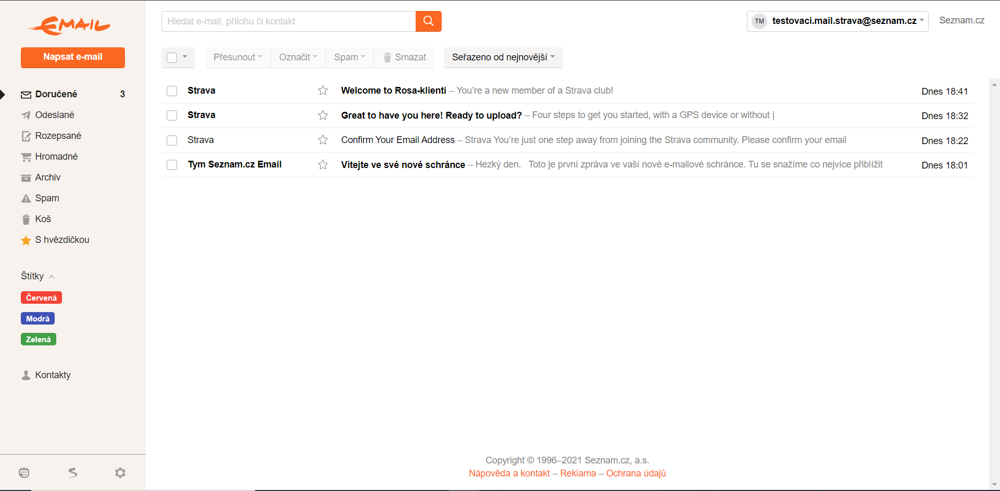 EMAIL
Hledat e-mail, přílohu či kontakt
TM testovaci.mail.strava@seznam.cz
Seznam.cz
Napsat e-mail
Přesunout
Označit
Spam
Smazat
Seřazeno od nejnovější
Doručené 3
Odeslané
Rozepsané
Hromadné
Archiv
Spam
Koš
S hvězdičkou
Štítky
Červená
Modrá
Zelená
Kontakty
Strava Welcome to Rosa-klienti – You’re a new member of a Strava club! Dnes 18:41
Strava Great to have you here! Ready to upload? – Four steps to get you started, with a GPS device or without | Dnes 18:32
Strava Confirm Your Email Address – Strava You’re just one step away from joining the Strava community. Please confirm your email Dnes 18:22
Tym Seznam.cz Email Vítejte ve své nové schránce – Hezký den. Toto je první zpráva ve vaší nové e-mailové schránce. Tu se snažíme co nejvíce přiblížit Dnes 18:01
Copyright © 1996–2021 Seznam.cz, a.s.
Nápověda a kontakt – Reklama – Ochrana údajů